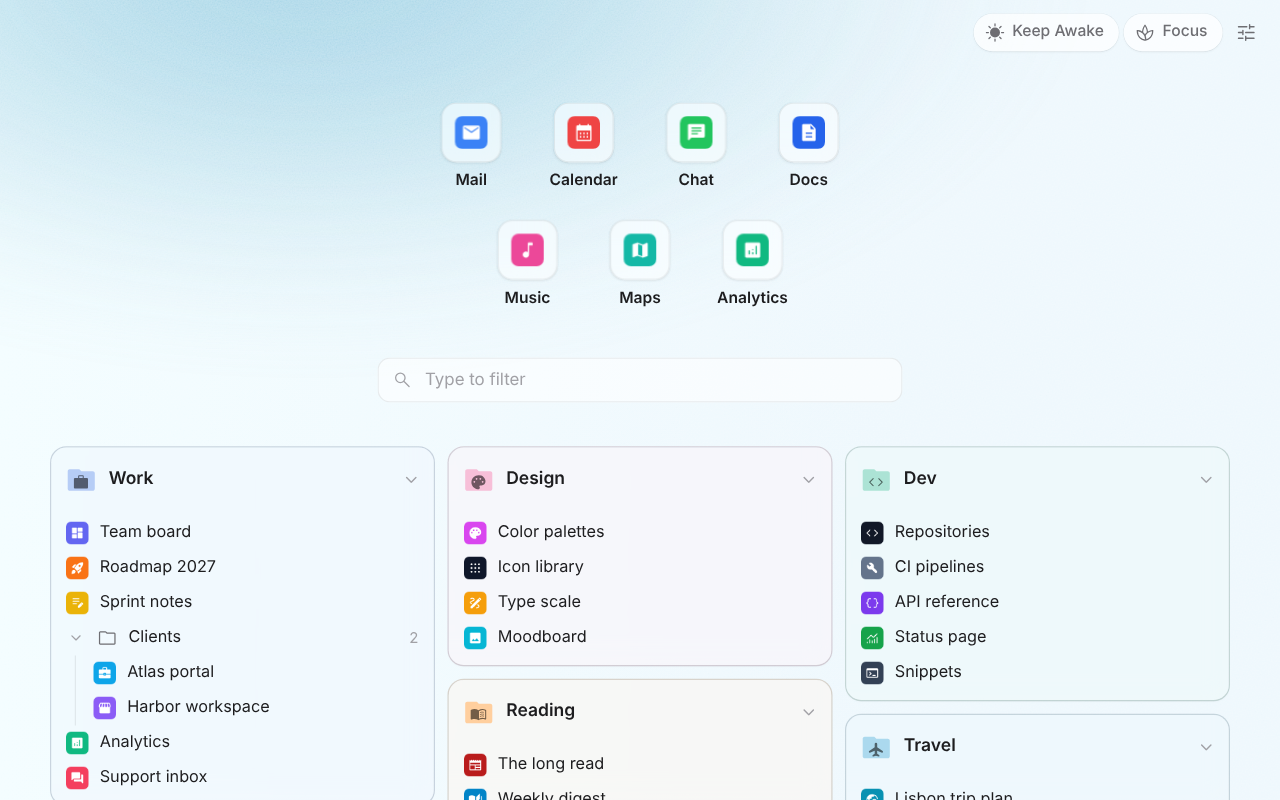 Keep Awake
Focus
Mail
Calendar
Chat
Docs
Music
Maps
Analytics
Type to filter
Work
Team board
Roadmap 2027
Sprint notes
Clients
2
Atlas portal
Harbor workspace
Analytics
Support inbox
Design
Color palettes
Icon library
Type scale
Moodboard
Reading
The long read
Weekly digest
Dev
Repositories
CI pipelines
API reference
Status page
Snippets
Travel
Lisbon trip plan